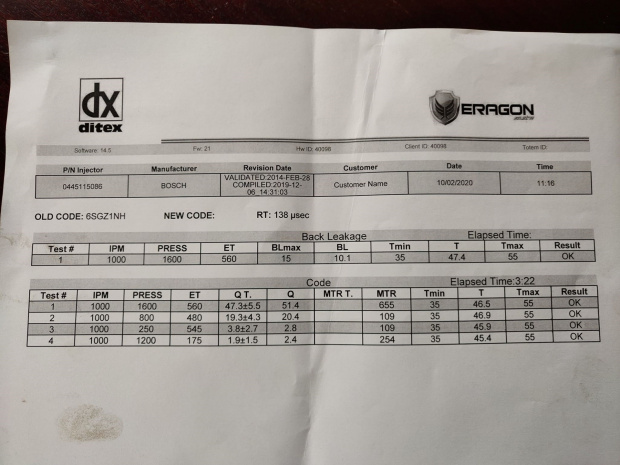 dx
ditex
ERAGON
Software: 14.5 Fw: 21 Hw ID: 40098 Client ID: 40098 Totem ID:
P/N Injector Manufacturer Revision Date Customer Date Time
0445115086 BOSCH VALIDATED:2014-FEB-28 Customer Name 10/02/2020 11:16
COMPILED:2019-12-
06_14:31:03
OLD CODE: 6SGZ1NH NEW CODE: RT: 138 µsec
Back Leakage Elapsed Time:
Test # IPM PRESS ET BLmax BL Tmin T Tmax Result
1 1000 1600 560 15 10.1 35 47.4 55 OK
Code Elapsed Time:3:22
Test # IPM PRESS ET Q T. Q MTR T. MTR Tmin T Tmax Result
1 1000 1600 560 47.3±5.5 51.4 655 35 46.5 55 OK
2 1000 800 480 19.3±4.3 20.4 109 35 46.9 55 OK
3 1000 250 545 3.8±2.7 2.8 109 35 45.9 55 OK
4 1000 1200 175 1.9±1.5 2.4 254 35 45.4 55 OK